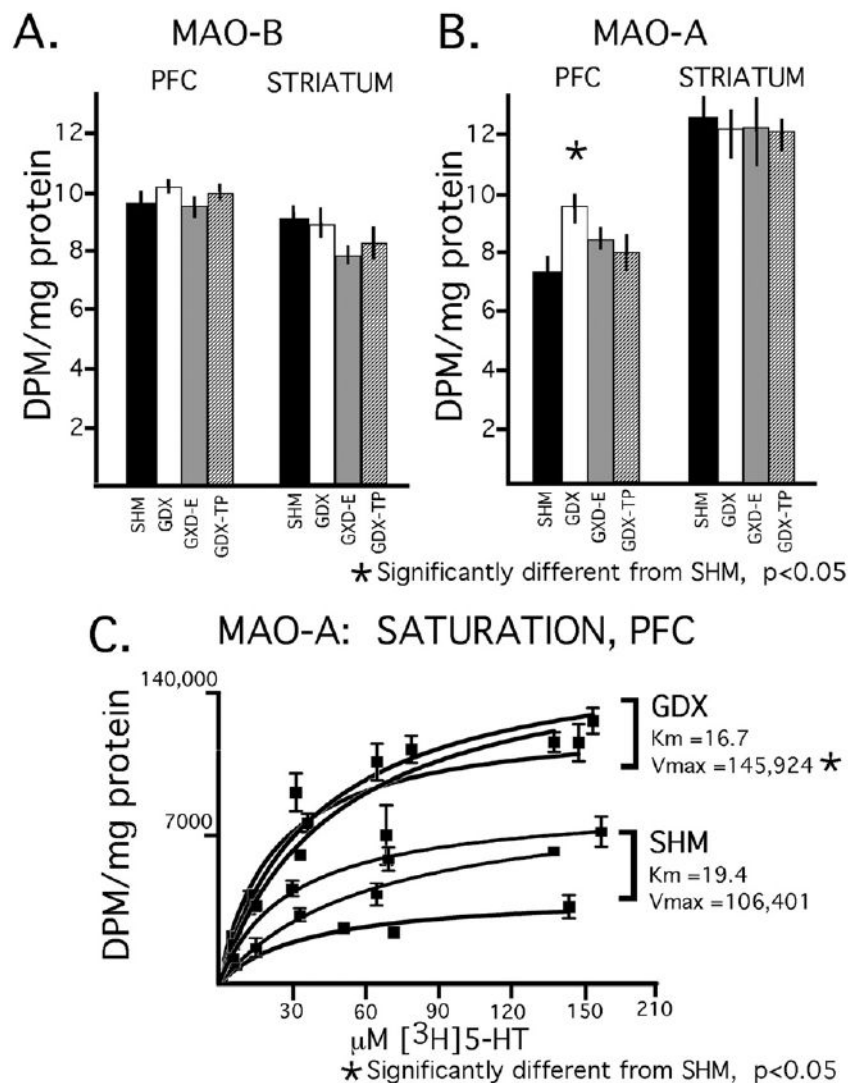 A. MAO-B
PFC STRIATUM
DPM/mg protein
12
10
8
6
4
2
SHM
GDX
GXD-E
GDX-TP
SHM
GDX
GXD-E
GDX-TP
B. MAO-A
PFC STRIATUM
DPM/mg protein
12
10
8
6
4
2
*
SHM
GDX
GXD-E
GDX-TP
SHM
GDX
GXD-E
GDX-TP
* Significantly different from SHM, p<0.05
C. MAO-A: SATURATION, PFC
DPM/mg protein
140,000
7000
GDX
Km =16.7
Vmax =145,924 *
SHM
Km =19.4
Vmax =106,401
30 60 90 120 150 210
μM [³H]5-HT
* Significantly different from SHM, p<0.05